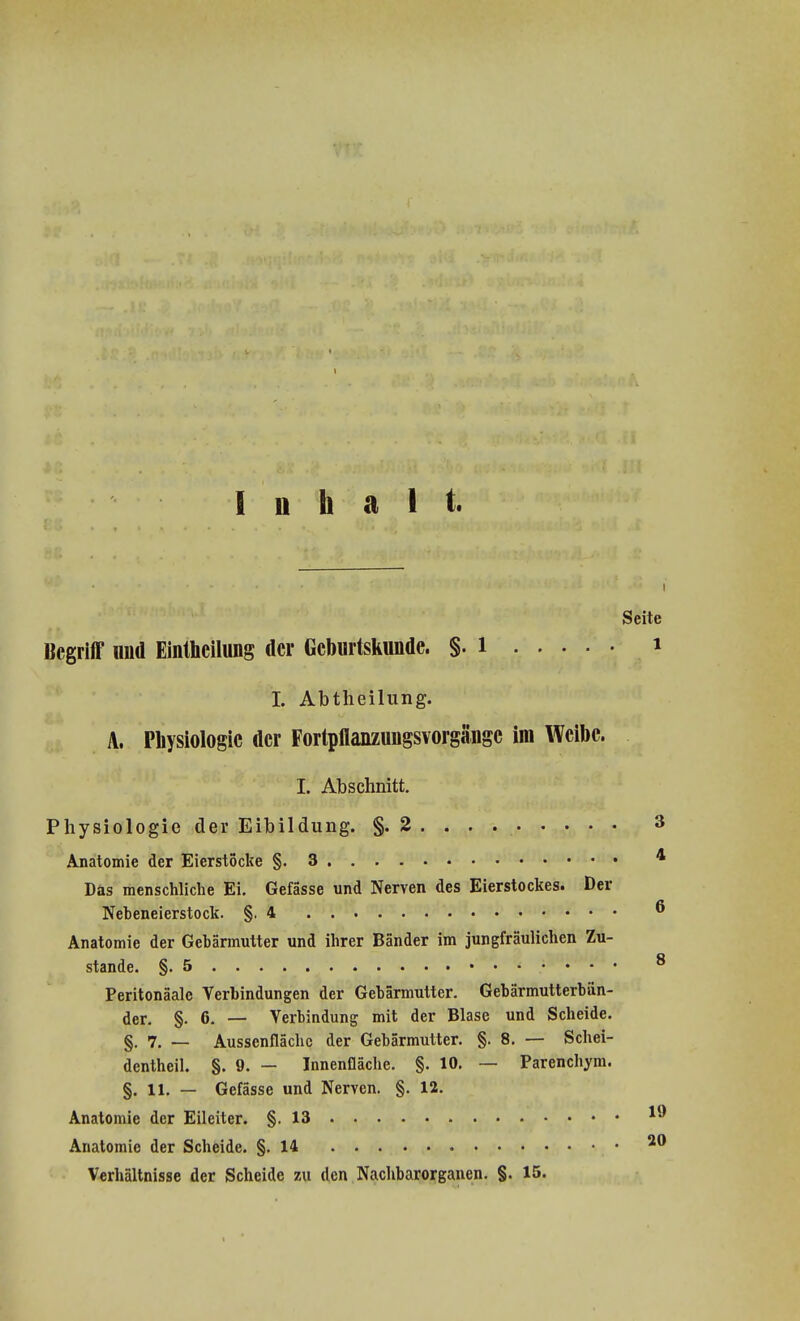 Inhalt.
Seite
Begriff und Eintheilung der Geburtskunde. §. 1 . . . . . 1
I. Abtheilung.
A. Physiologie der Fortpflanzungsvorgänge im Weibe.
I. Abschnitt.
Physiologie der Eibildung. §. 2 . . . . . . . . . 3
Anatomie der Eierstöcke §. 3 . . . . . . . . . . . . . 4
Das menschliche Ei. Gefässe und Nerven des Eierstockes. Der
Nebeneierstock. §. 4 . . . . . . . . . . . . . . 6
Anatomie der Gebärmutter und ihrer Bänder im jungfräulichen Zu-
stande. §. 5 . . . . . . . . . . . . . . . . . . 8
Peritonäale Verbindungen der Gebärmutter. Gebärmutterbän-
der. §. 6. — Verbindung mit der Blase und Scheide.
§. 7. — Aussenfläche der Gebärmutter. §. 8. — Schei-
dentheil. §. 9. — Innenfläche. §. 10. — Parenchym.
§. 11. — Gefässe und Nerven. §. 12.
Anatomie der Eileiter. §. 13 . . . . . . . . . . . . . 19
Anatomie der Scheide. §. 14 . . . . . . . . . . . . . 20
Verhältnisse der Scheide zu den Nachbarorganen. §. 15.